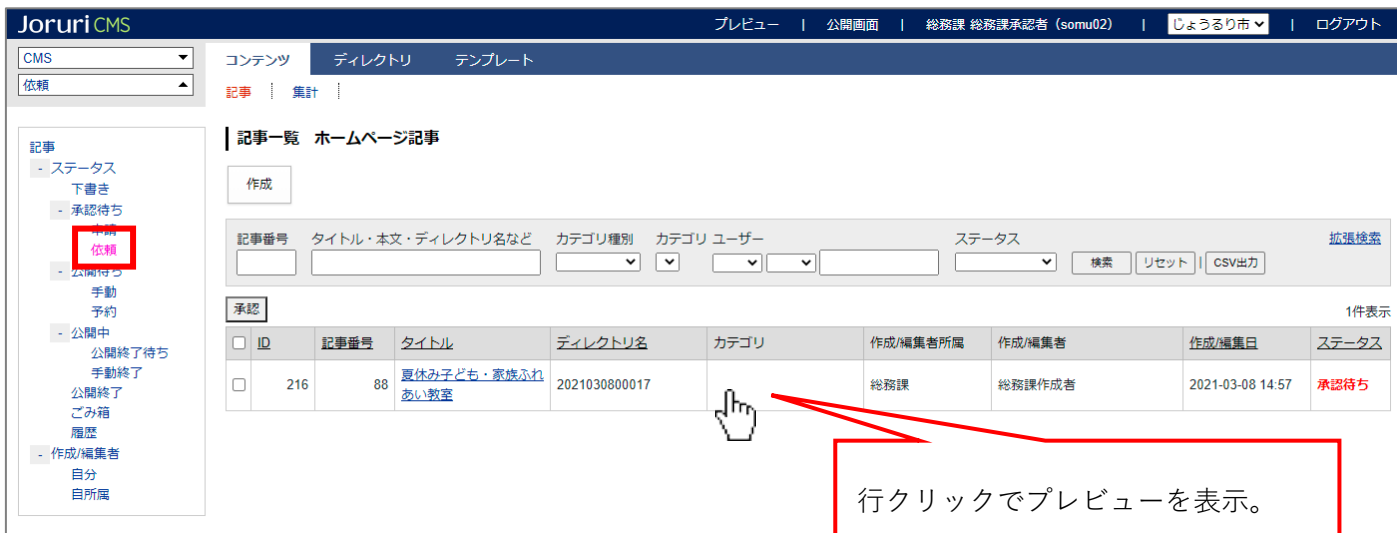 Joruri CMS プレビュー | 公開画面 | 総務課 総務課承認者（somu02） | じょうるり市 | ログアウト
CMS コンテンツ ディレクトリ テンプレート
依頼 記事 集計
記事一覧 ホームページ記事
記事
- ステータス
下書き
- 承認待ち
申請
依頼
- 公開待ち
手動
予約
- 公開中
公開終了待ち
手動終了
公開終了
ごみ箱
履歴
- 作成/編集者
自分
自所属
作成
記事番号 タイトル・本文・ディレクトリ名など カテゴリ種別 カテゴリ ユーザー ステータス 拡張検索
検索 リセット | CSV出力
承認 1件表示
ID 記事番号 タイトル ディレクトリ名 カテゴリ 作成/編集者所属 作成/編集者 作成/編集日 ステータス
216 88 夏休み子ども・家族ふれ 2021030800017 総務課 総務課作成者 2021-03-08 14:57 承認待ち
あい教室
行クリックでプレビューを表示。